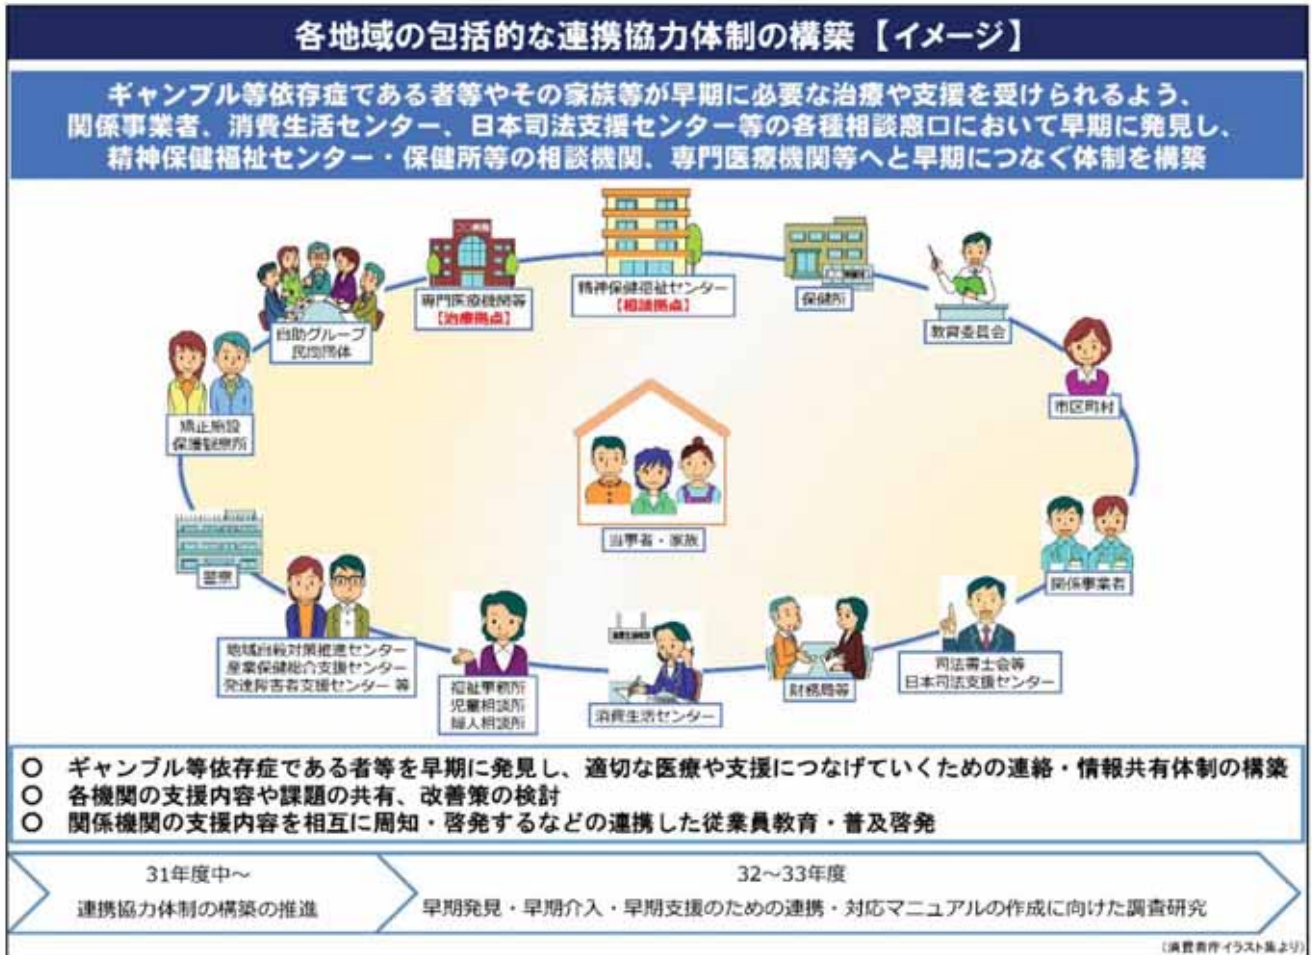 各地域の包括的な連携協力体制の構築【イメージ】
ギャンブル等依存症である者等やその家族等が早期に必要な治療や支援を受けられるよう、
関係事業者、消費生活センター、日本司法支援センター等の各種相談窓口において早期に発見し、
精神保健福祉センター・保健所等の相談機関、専門医療機関等へと早期につなぐ体制を構築
精神保健福祉センター
【相談拠点】
専門医療機関等
【治療拠点】
保健所
自助グループ
民間団体
教育委員会
市区町村
矯正施設
保護観察所
当事者・家族
警察
関係事業者
地域自殺対策推進センター
産業保健総合支援センター
発達障害者支援センター 等
福祉事務所
児童相談所
婦人相談所
消費生活センター
財務局等
司法書士会等
日本司法支援センター
○ ギャンブル等依存症である者等を早期に発見し、適切な医療や支援につなげていくための連絡・情報共有体制の構築
○ 各機関の支援内容や課題の共有、改善策の検討
○ 関係機関の支援内容を相互に周知・啓発するなどの連携した従業員教育・普及啓発
31年度中～
連携協力体制の構築の推進
32～33年度
早期発見・早期介入・早期支援のための連携・対応マニュアルの作成に向けた調査研究
(消費者庁イラスト集より)